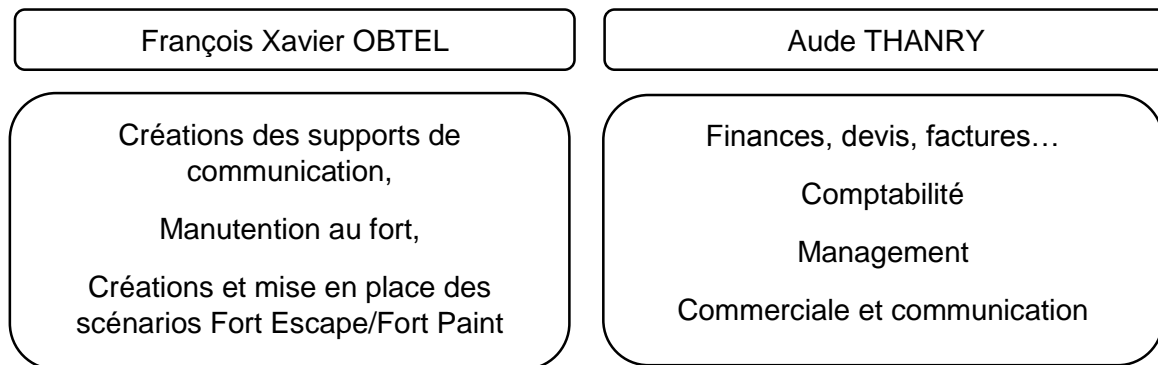 François Xavier OBTEL
Aude THANRY
Créations des supports de
communication,
Manutention au fort,
Créations et mise en place des
scénarios Fort Escape/Fort Paint
Finances, devis, factures…
Comptabilité
Management
Commerciale et communication